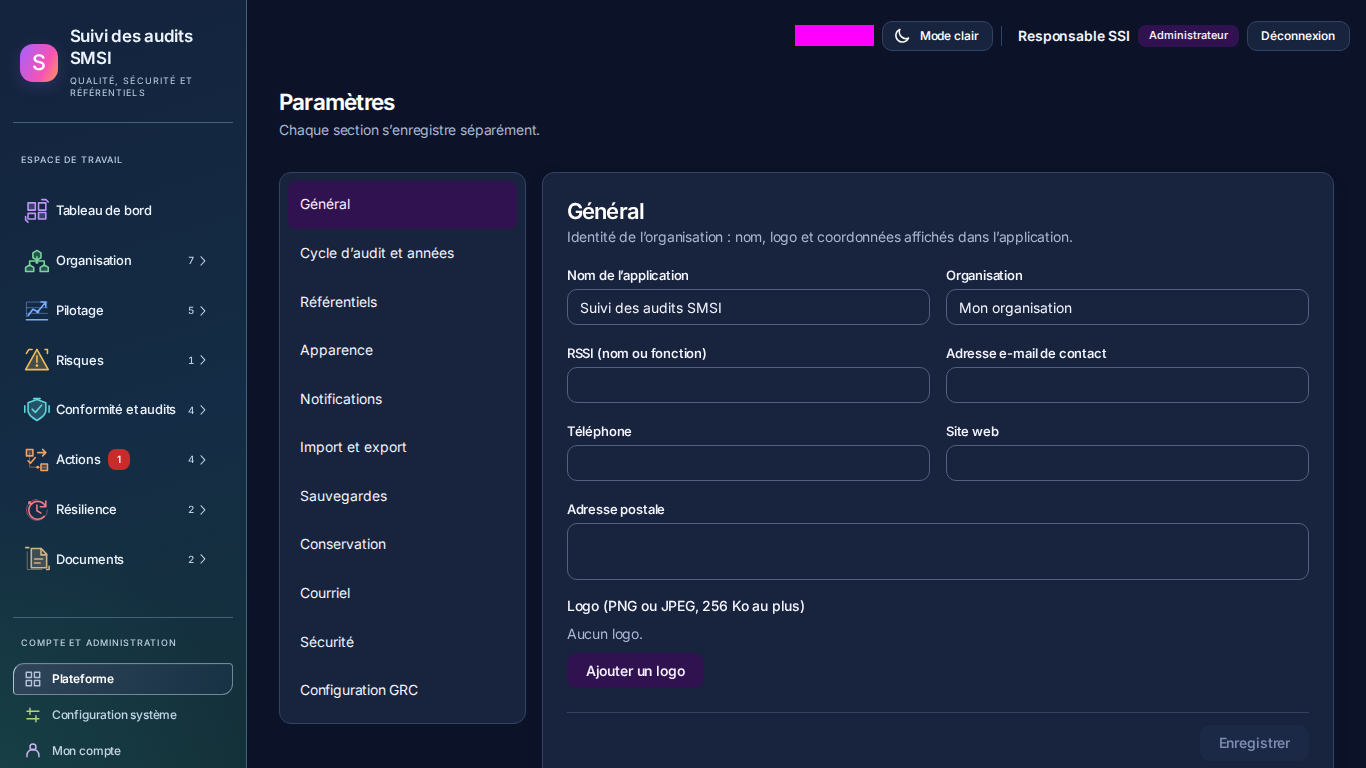 S
Suivi des audits
SMSI
QUALITÉ, SÉCURITÉ ET
RÉFÉRENTIELS
ESPACE DE TRAVAIL
Tableau de bord
Organisation 7
Pilotage 5
Risques 1
Conformité et audits 4
Actions 1 4
Résilience 2
Documents 2
COMPTE ET ADMINISTRATION
Plateforme
Configuration système
Mon compte
Mode clair
Responsable SSI
Administrateur
Déconnexion
Paramètres
Chaque section s’enregistre séparément.
Général
Cycle d’audit et années
Référentiels
Apparence
Notifications
Import et export
Sauvegardes
Conservation
Courriel
Sécurité
Configuration GRC
Général
Identité de l’organisation : nom, logo et coordonnées affichés dans l’application.
Nom de l’application
Suivi des audits SMSI
Organisation
Mon organisation
RSSI (nom ou fonction)
Adresse e-mail de contact
Téléphone
Site web
Adresse postale
Logo (PNG ou JPEG, 256 Ko au plus)
Aucun logo.
Ajouter un logo
Enregistrer